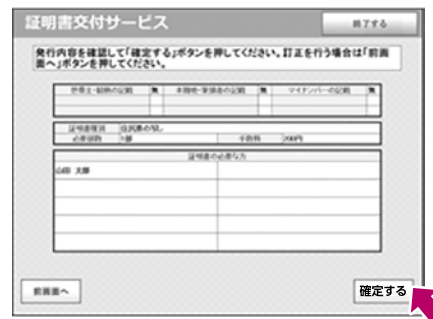 証明書交付サービス
終了する
発行内容を確認して「確定する」ボタンを押してください。訂正を行う場合は「前画
面へ」ボタンを押してください。
世帯主・続柄の記載 無 本籍地・筆頭者の記載 無 マイナンバーの記載 無
証明書種別 住民票の写し
必要部数 1部 手数料 200円
証明書の必要な方
山田 太郎
前画面へ
確定する